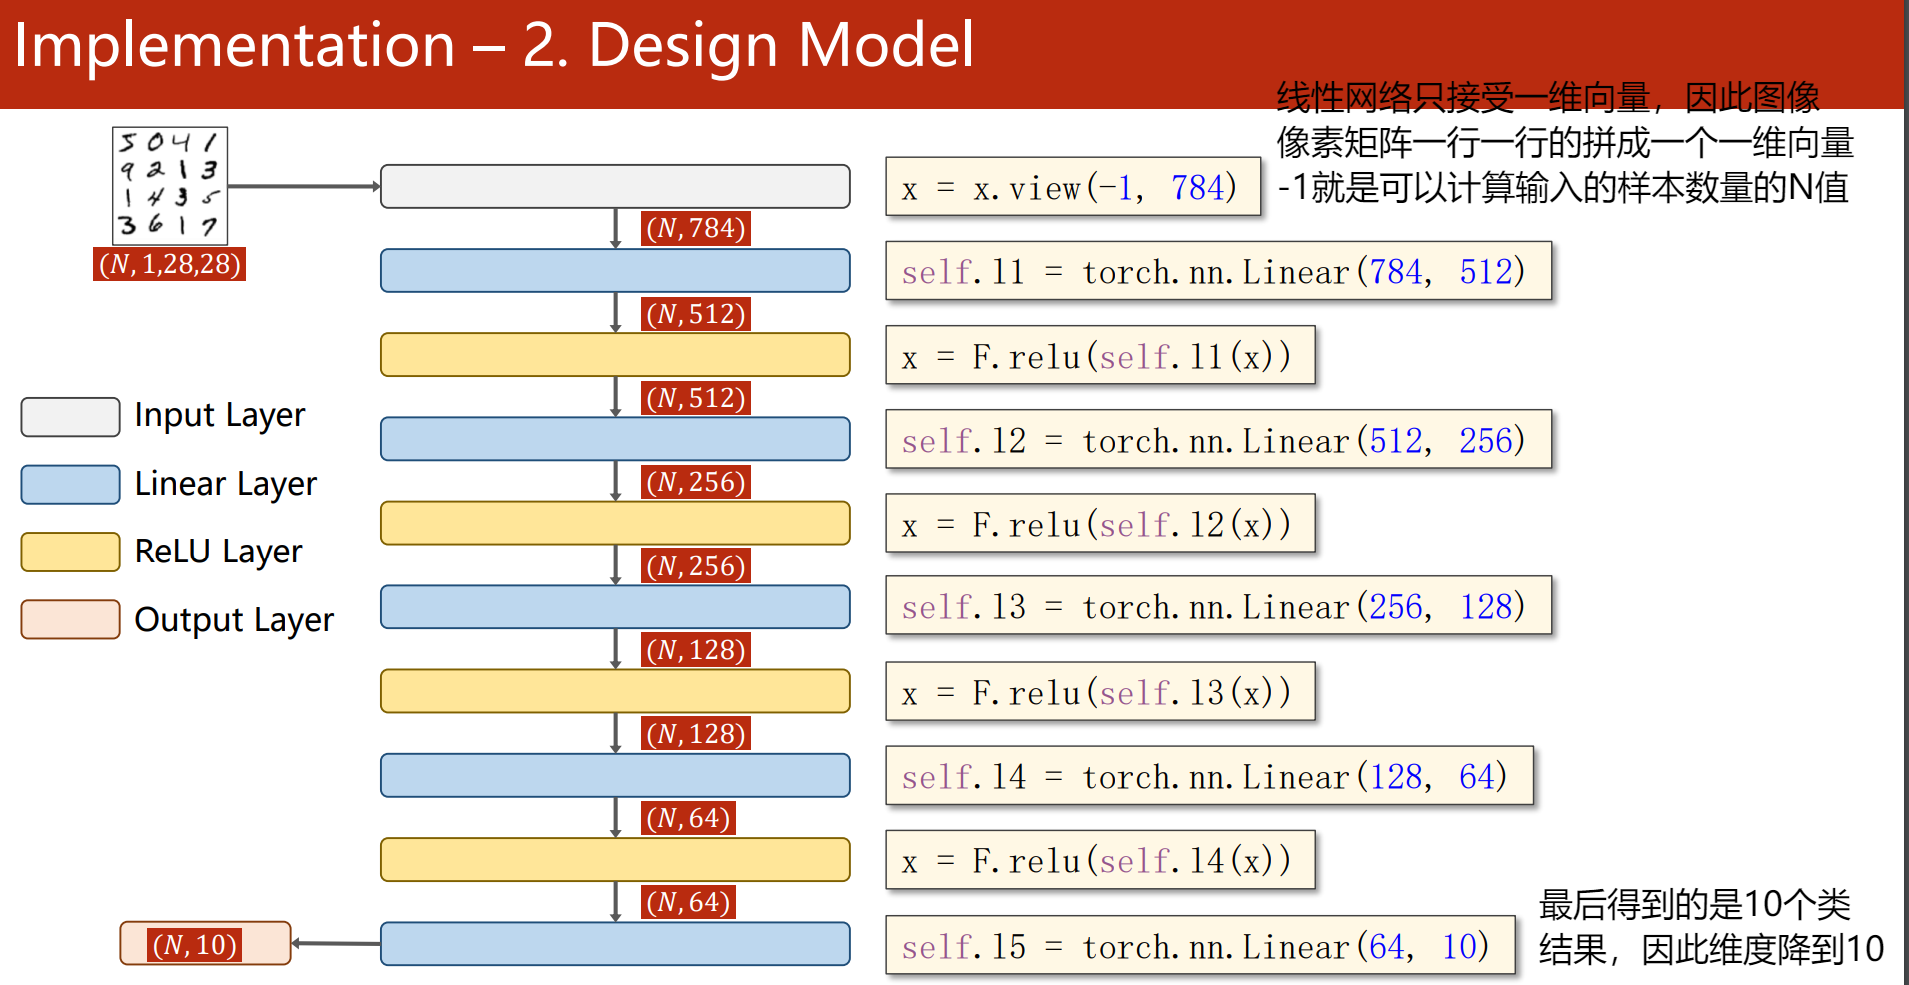 Implementation – 2. Design Model
线性网络只接受一维向量，因此图像
像素矩阵一行一行的拼成一个一维向量
-1就是可以计算输入的样本数量的N值
5 0 4 1
9 2 1 3
1 4 3 5
3 6 1 7
(N, 1,28,28)
x = x.view(-1, 784)
(N, 784)
self.l1 = torch.nn.Linear(784, 512)
(N, 512)
x = F.relu(self.l1(x))
(N, 512)
self.l2 = torch.nn.Linear(512, 256)
(N, 256)
x = F.relu(self.l2(x))
(N, 256)
self.l3 = torch.nn.Linear(256, 128)
(N, 128)
x = F.relu(self.l3(x))
(N, 128)
self.l4 = torch.nn.Linear(128, 64)
(N, 64)
x = F.relu(self.l4(x))
(N, 64)
self.l5 = torch.nn.Linear(64, 10)
(N, 10)
最后得到的是10个类
结果，因此维度降到10
Input Layer
Linear Layer
ReLU Layer
Output Layer